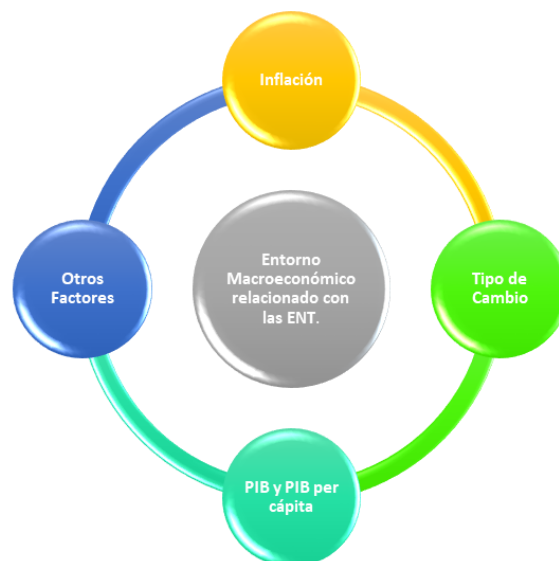 Inflación
Entorno
Macroeconómico
relacionado con
las ENT.
Otros
Factores
Tipo de
Cambio
PIB y PIB per
cápita